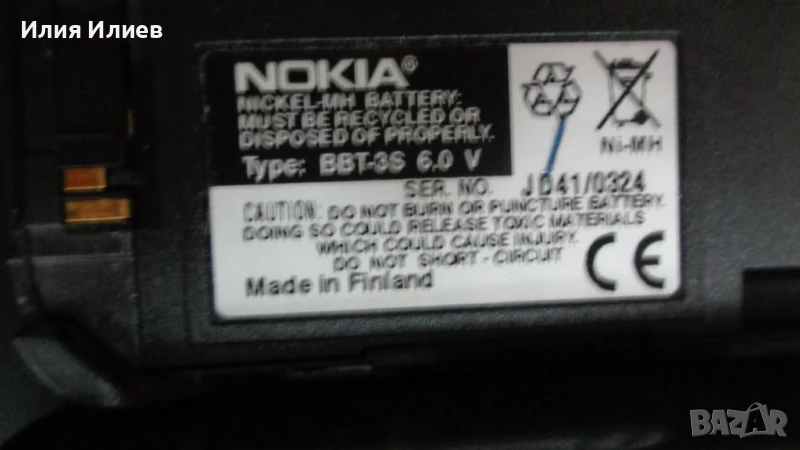 Илия Илиев
NOKIA®
NICKEL-MH BATTERY:
MUST BE RECYCLED OR
DISPOSED OF PROPERLY.
Type: BBT-3S 6.0 V
Ni-MH
SER. NO. JD41/0324
CAUTION: DO NOT BURN OR PUNCTURE BATTERY
DOING SO COULD RELEASE TOXIC MATERIALS
WHICH COULD CAUSE INJURY.
DO NOT SHORT-CIRCUIT
Made in Finland
CE
BAZAR